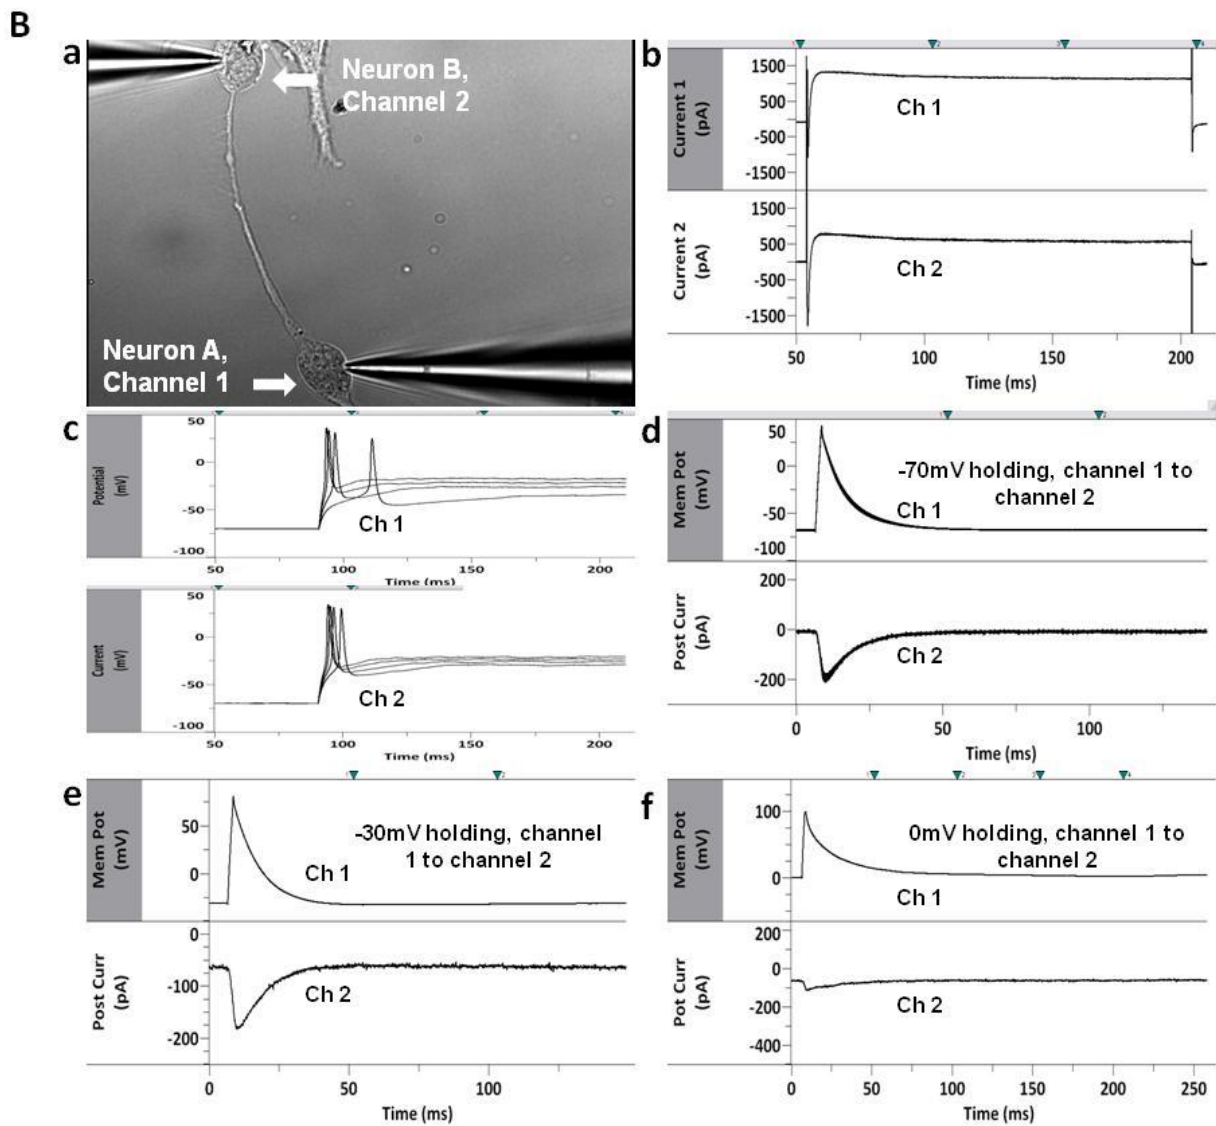 B
a
Neuron B,
Channel 2
Neuron A,
Channel 1
b
Current 1
(pA)
1500
500
-500
-1500
Ch 1
Current 2
(pA)
1500
500
-500
-1500
Ch 2
50
100
150
200
Time (ms)
c
Potential
(mV)
50
0
-50
-100
Ch 1
50
100
150
200
Time (ms)
Current
(mV)
50
0
-50
-100
Ch 2
50
100
150
200
Time (ms)
d
Mem Pot
(mV)
50
0
-50
-100
-70mV holding, channel 1 to
channel 2
Ch 1
Post Curr
(pA)
200
0
-200
Ch 2
0
50
100
Time (ms)
e
Mem Pot
(mV)
50
0
-30mV holding, channel
1 to channel 2
Ch 1
Post Curr
(pA)
0
-100
-200
Ch 2
0
50
100
Time (ms)
f
Mem Pot
(mV)
100
0
0mV holding, channel 1 to
channel 2
Ch 1
Pot Curr
(pA)
200
0
-200
-400
Ch 2
0
50
100
150
200
250
Time (ms)